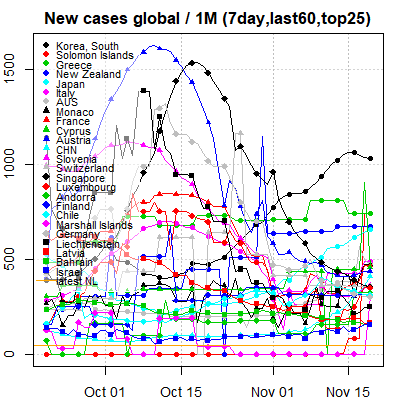 New cases global / 1M (7day,last60,top25)
1500
1000
500
0
Korea, South
Solomon Islands
Greece
New Zealand
Japan
Italy
AUS
Monaco
France
Cyprus
Austria
CHN
Slovenia
Switzerland
Singapore
Luxembourg
Andorra
Finland
Chile
Marshall Islands
Germany
Liechtenstein
Latvia
Bahrain
Israel
latest NL
Oct 01 Oct 15 Nov 01 Nov 15